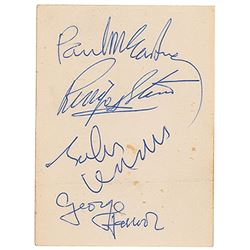 Paul McCartney
Ringo Starr
John Lennon
George Harrison